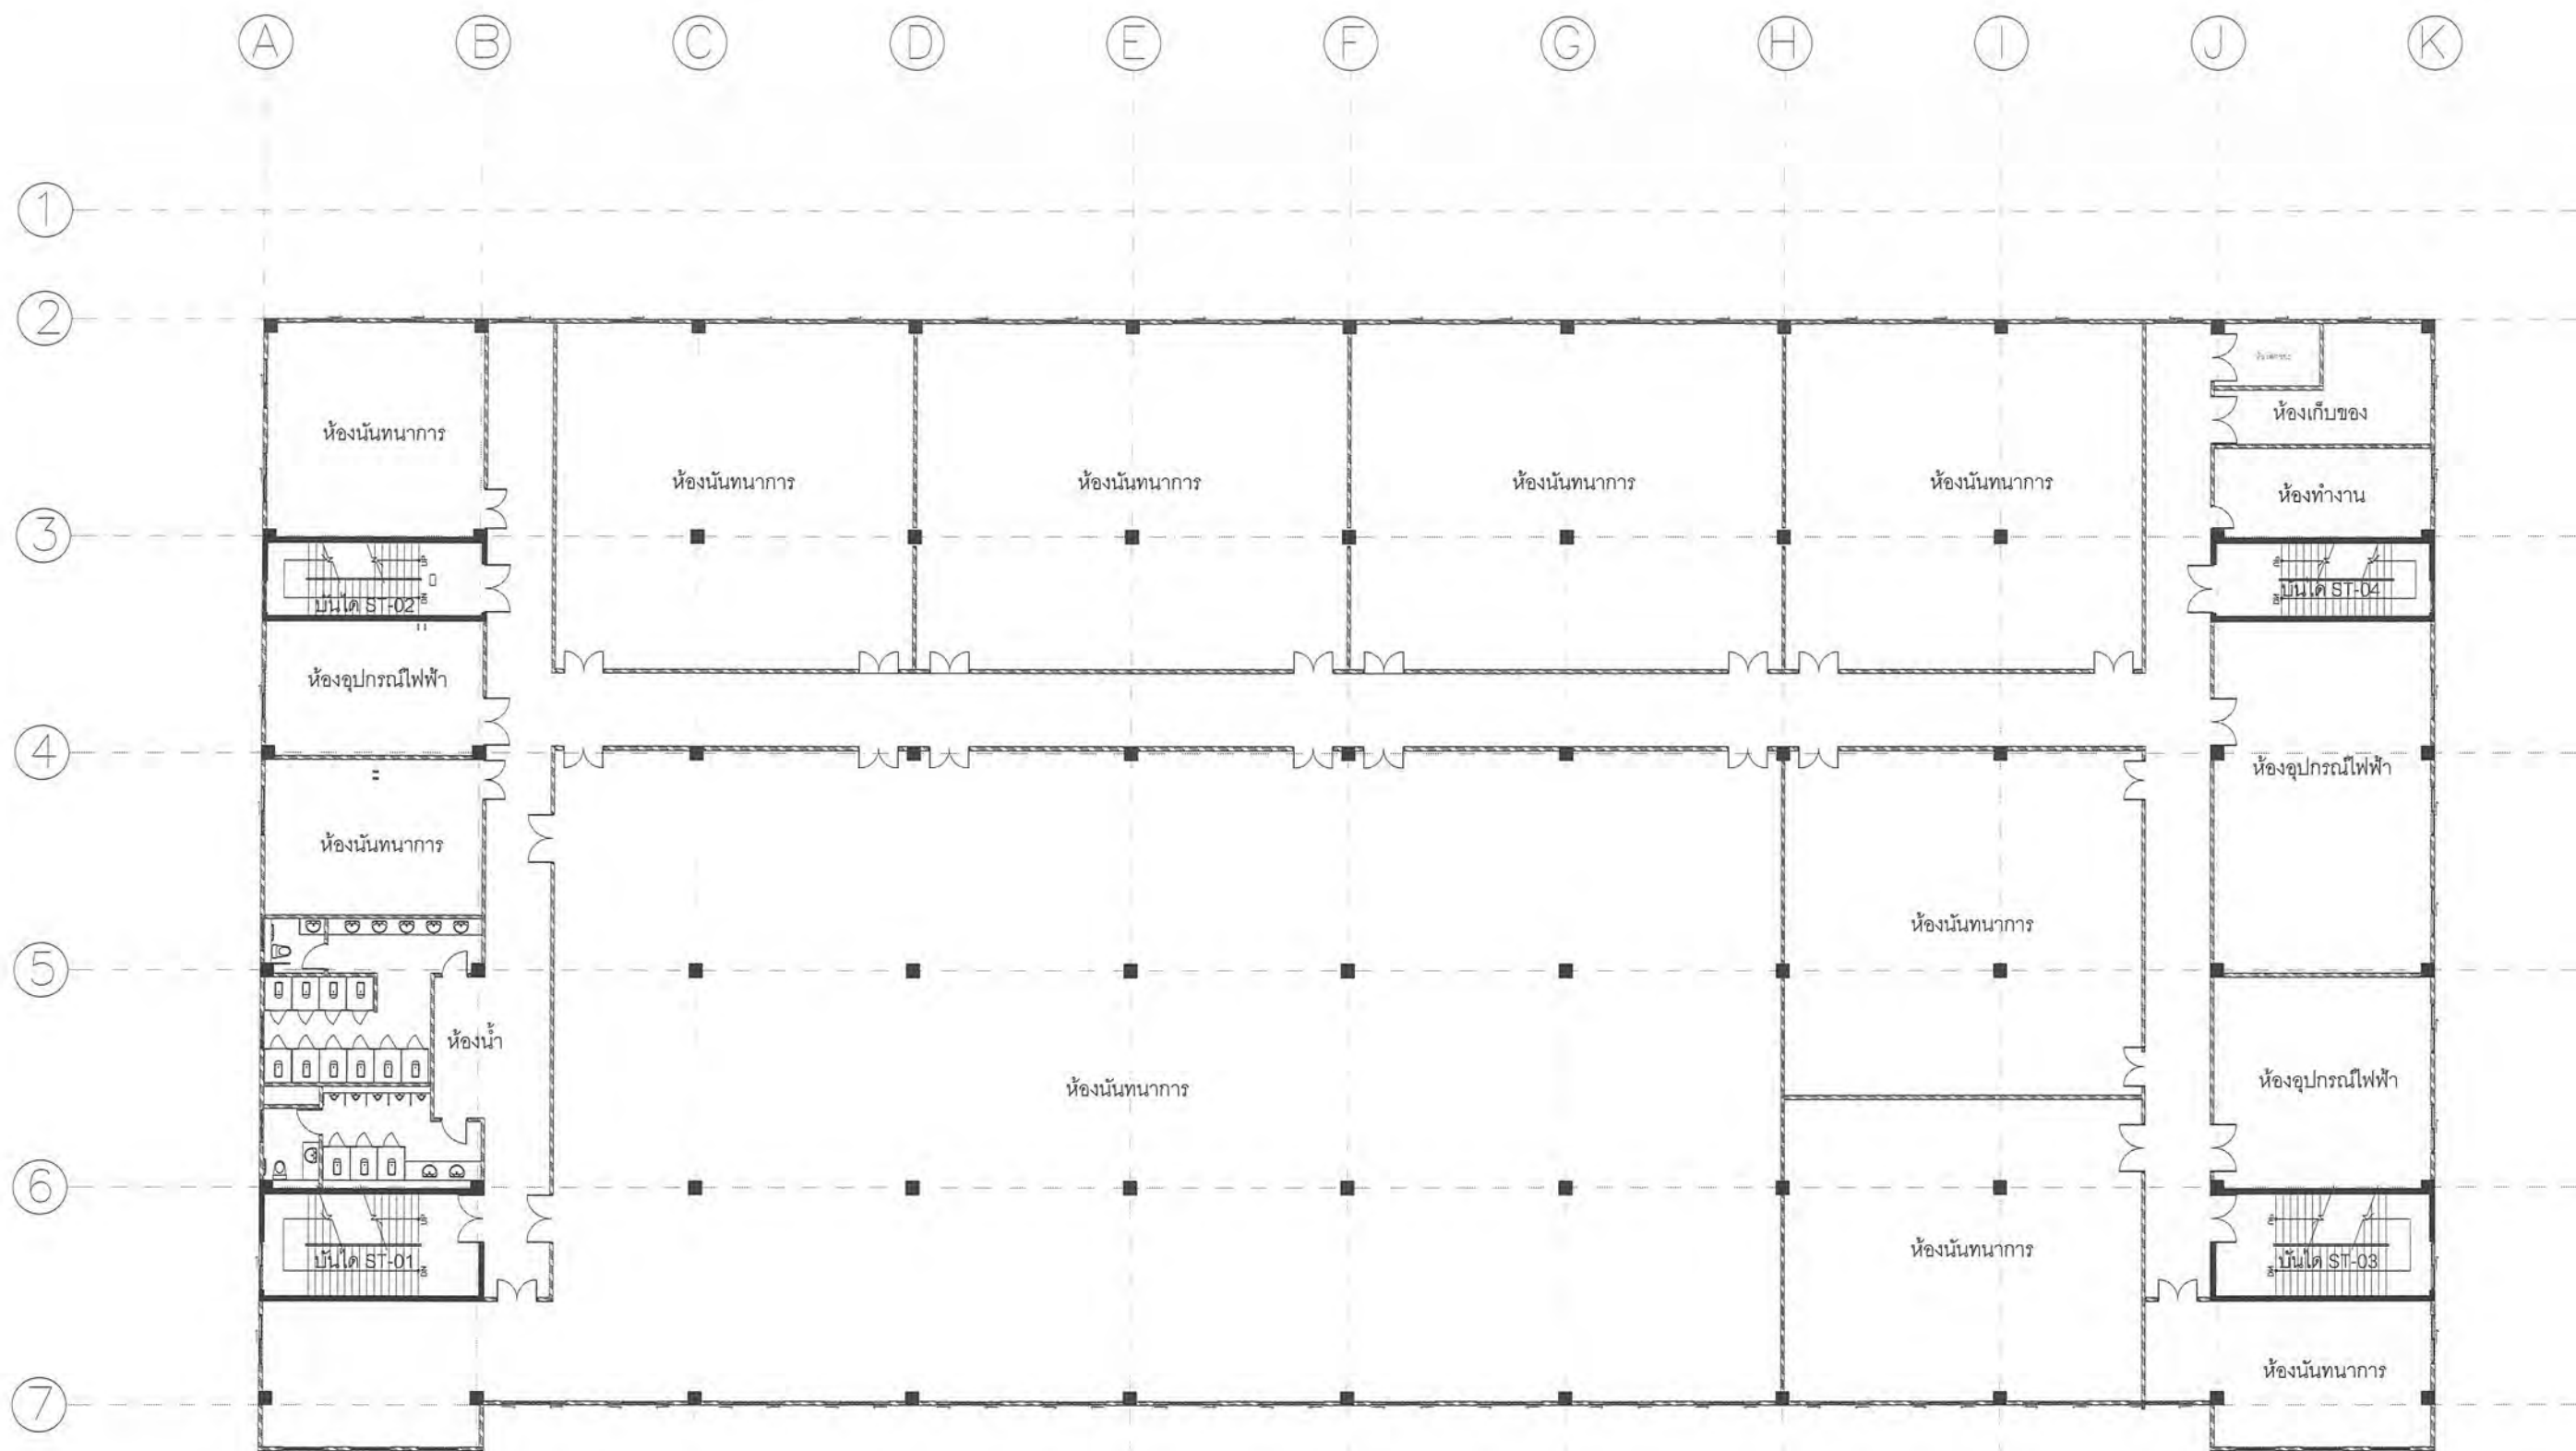 A B C D E F G H I J K
1
2
ห้องเก็บของ
ห้องนันทนาการ
ห้องนันทนาการ ห้องนันทนาการ ห้องนันทนาการ ห้องนันทนาการ
ห้องทำงาน
3
UP
UP
บันได ST-02
DN
บันได ST-04
DN
ห้องอุปกรณ์ไฟฟ้า
4
ห้องอุปกรณ์ไฟฟ้า
ห้องนันทนาการ
ห้องนันทนาการ
5
ห้องน้ำ
ห้องนันทนาการ
ห้องอุปกรณ์ไฟฟ้า
6
UP
UP
ห้องนันทนาการ
บันได ST-01
DN
บันได ST-03
DN
ห้องนันทนาการ
7